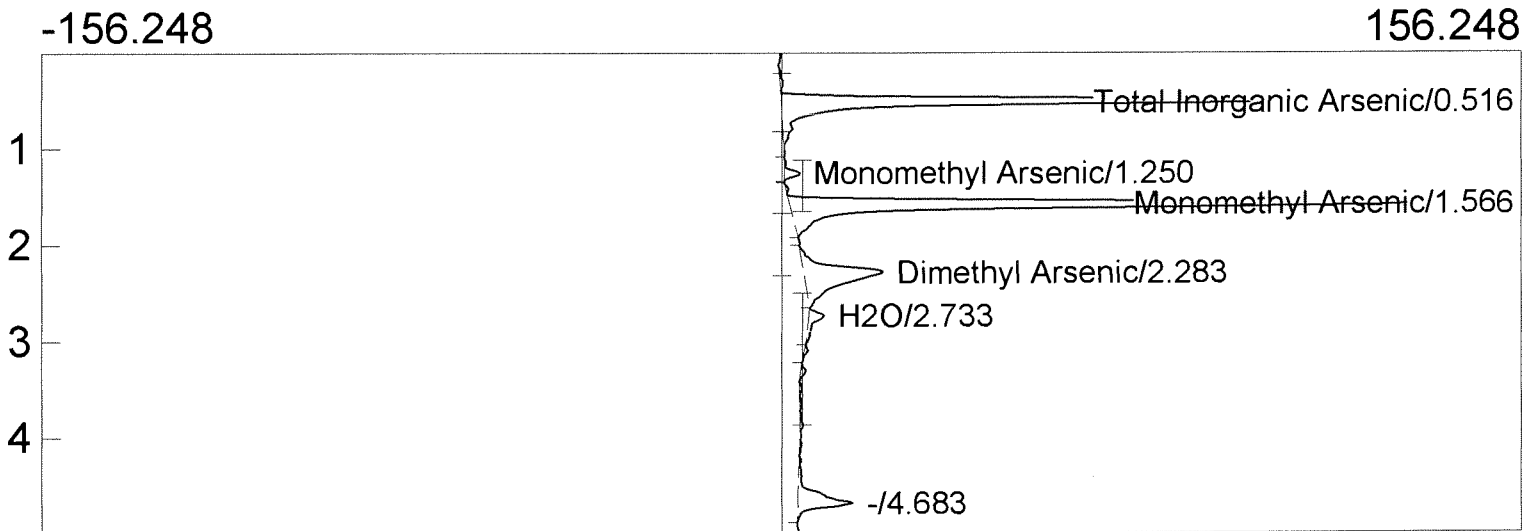 -156.248 156.248
Total Inorganic Arsenic/0.516
1
Monomethyl Arsenic/1.250
Monomethyl Arsenic/1.566
2
Dimethyl Arsenic/2.283
H2O/2.733
3
4
-/4.683